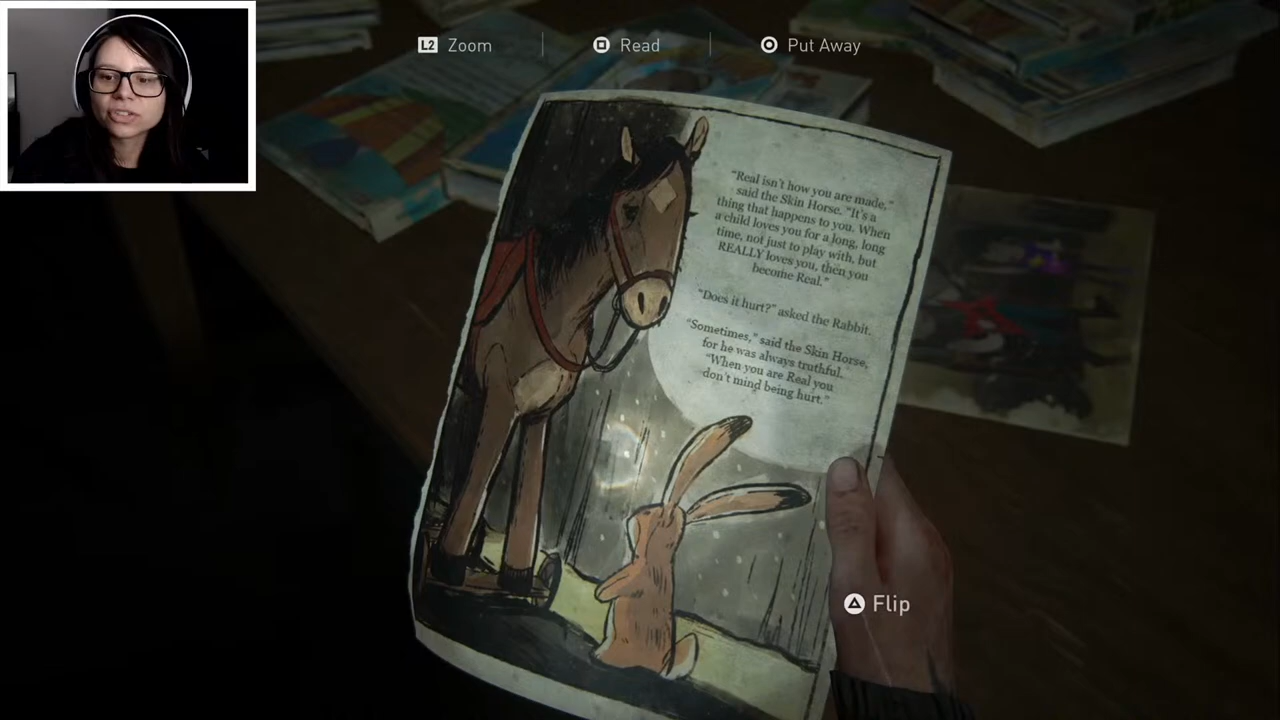 L2 Zoom
Read
Put Away
"Real isn't how you are made,"
said the Skin Horse. "It's a
thing that happens to you. When
a child loves you for a long, long
time, not just to play with, but
REALLY loves you, then you
become Real."
"Does it hurt?" asked the Rabbit.
"Sometimes," said the Skin Horse,
for he was always truthful.
"When you are Real you
don't mind being hurt."
Flip